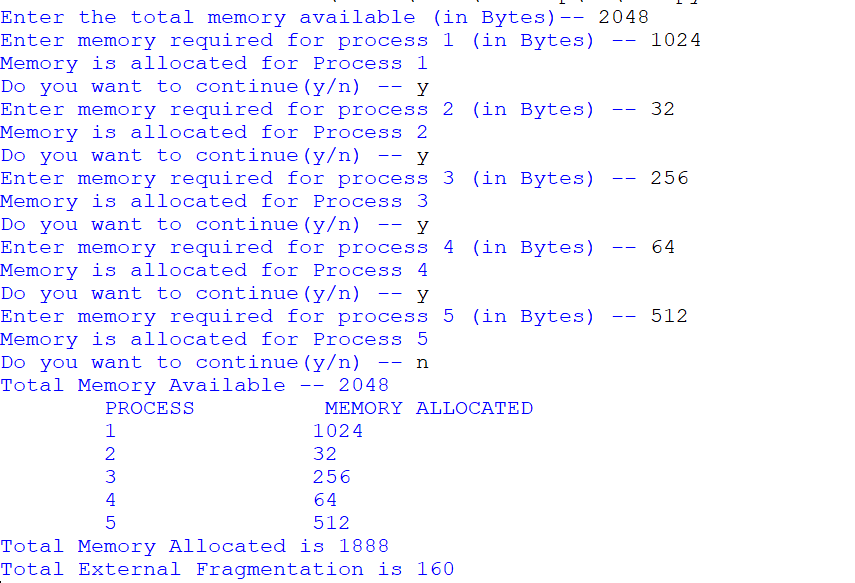 Enter the total memory available (in Bytes)-- 2048
Enter memory required for process 1 (in Bytes) -- 1024
Memory is allocated for Process 1
Do you want to continue(y/n) -- y
Enter memory required for process 2 (in Bytes) -- 32
Memory is allocated for Process 2
Do you want to continue(y/n) -- y
Enter memory required for process 3 (in Bytes) -- 256
Memory is allocated for Process 3
Do you want to continue(y/n) -- y
Enter memory required for process 4 (in Bytes) -- 64
Memory is allocated for Process 4
Do you want to continue(y/n) -- y
Enter memory required for process 5 (in Bytes) -- 512
Memory is allocated for Process 5
Do you want to continue(y/n) -- n
Total Memory Available -- 2048
PROCESS MEMORY ALLOCATED
1 1024
2 32
3 256
4 64
5 512
Total Memory Allocated is 1888
Total External Fragmentation is 160